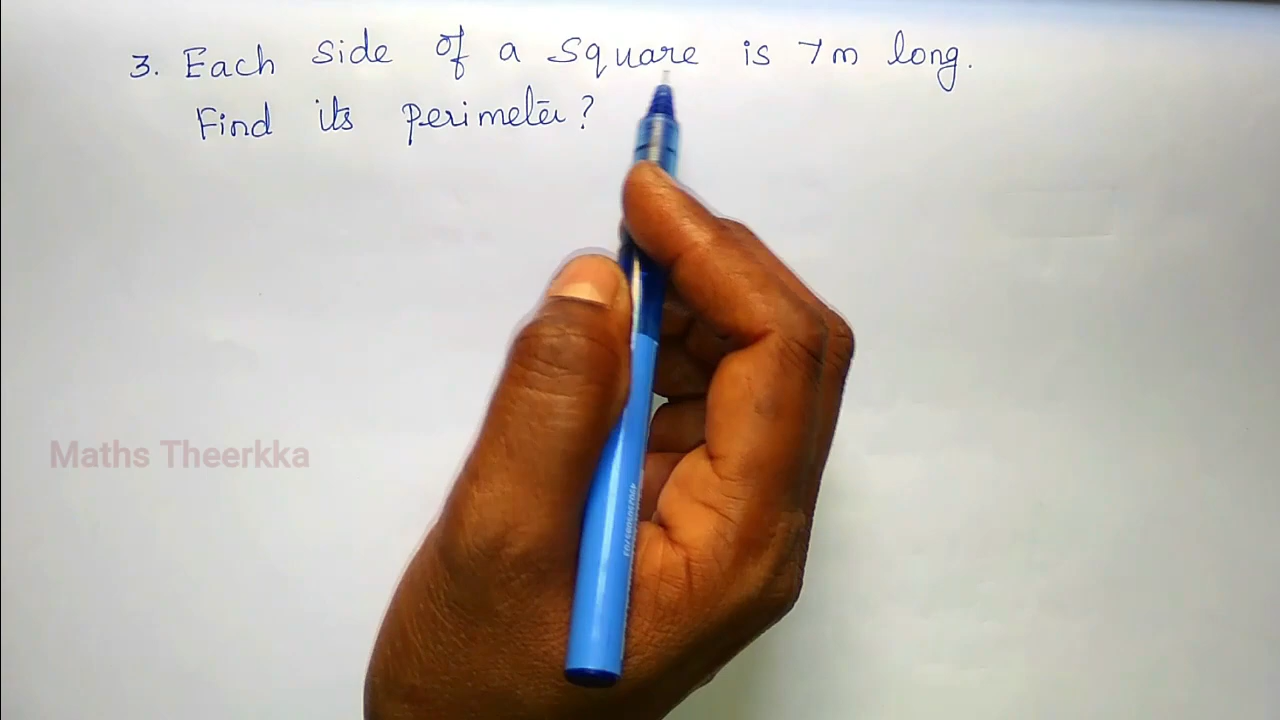 3. Each side of a square is 7m long.
Find its perimeter?
Maths Theerkka